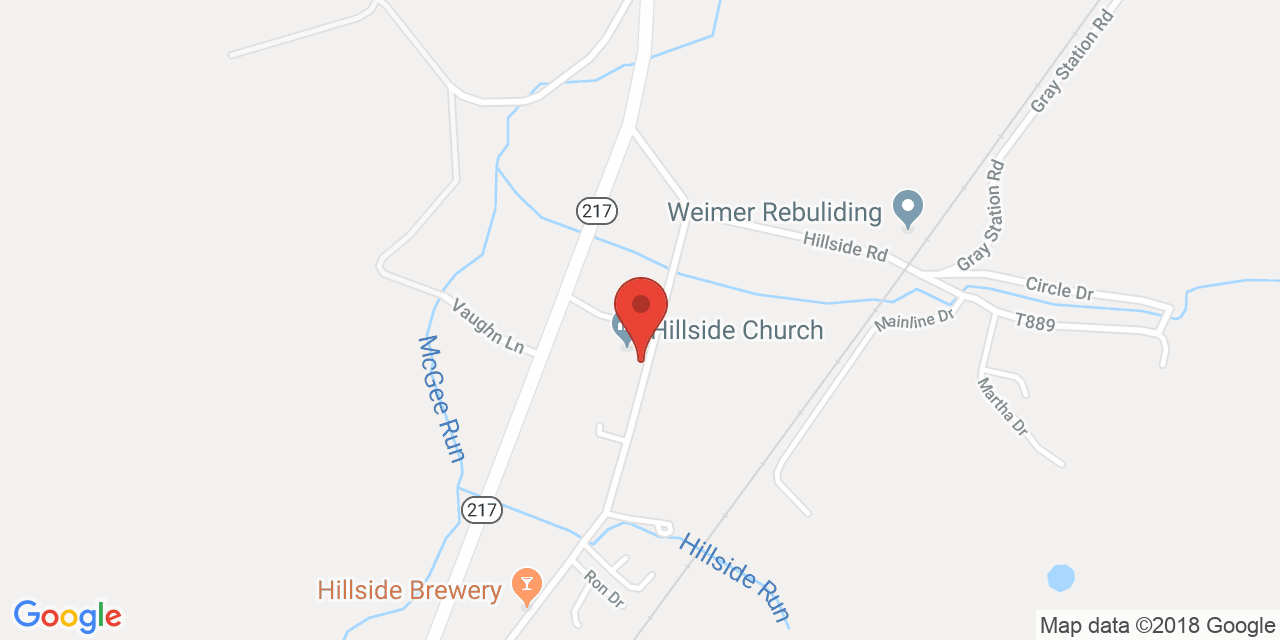 Gray Station Rd
217
Weimer Rebuliding
Hillside Rd
Gray Station Rd
Circle Dr
Vaughn Ln
Hillside Church
Mainline Dr
T889
McGee Run
Martha Dr
217
Hillside Run
Hillside Brewery
Ron Dr
Google
Map data ©2018 Google